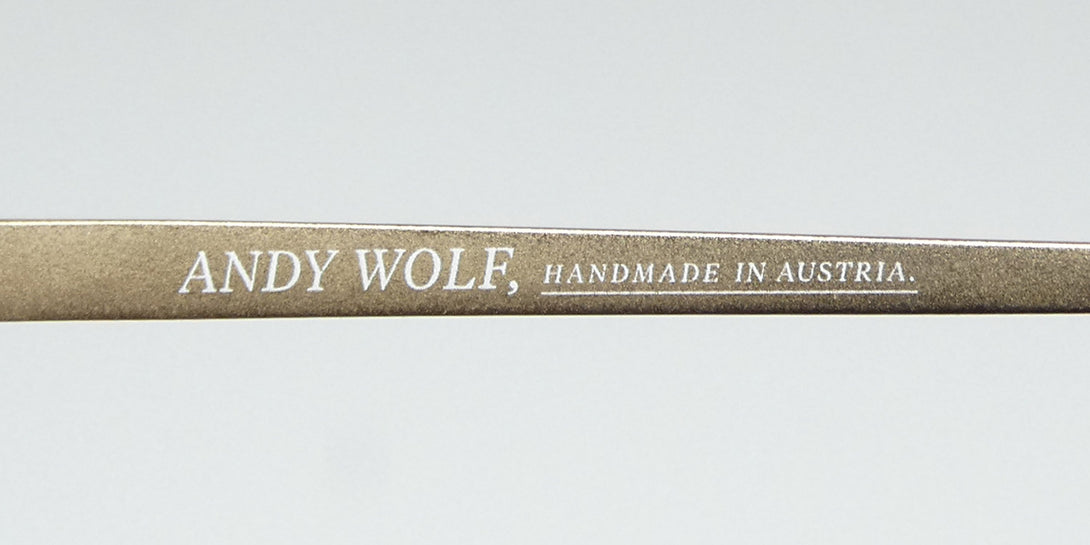 ANDY WOLF, HANDMADE IN AUSTRIA.